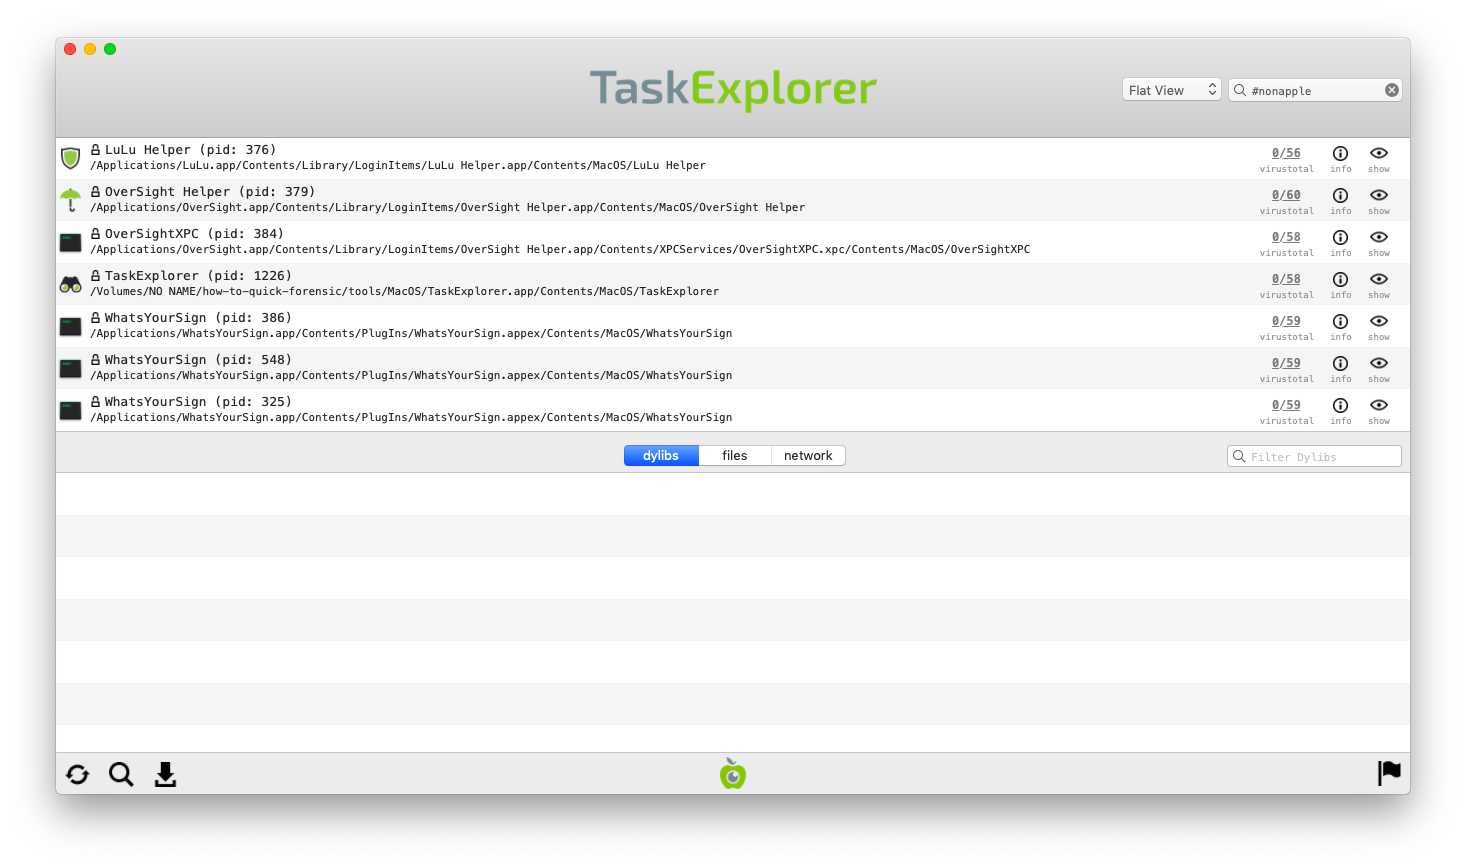 TaskExplorer
Flat View
#nonapple
LuLu Helper (pid: 376)
/Applications/LuLu.app/Contents/Library/LoginItems/LuLu Helper.app/Contents/MacOS/LuLu Helper
0/56
virustotal
info
show
OverSight Helper (pid: 379)
/Applications/OverSight.app/Contents/Library/LoginItems/OverSight Helper.app/Contents/MacOS/OverSight Helper
0/60
virustotal
info
show
OverSightXPC (pid: 384)
/Applications/OverSight.app/Contents/Library/LoginItems/OverSight Helper.app/Contents/XPCServices/OverSightXPC.xpc/Contents/MacOS/OverSightXPC
0/58
virustotal
info
show
TaskExplorer (pid: 1226)
/Volumes/NO NAME/how-to-quick-forensic/tools/MacOS/TaskExplorer.app/Contents/MacOS/TaskExplorer
0/58
virustotal
info
show
WhatsYourSign (pid: 386)
/Applications/WhatsYourSign.app/Contents/PlugIns/WhatsYourSign.appex/Contents/MacOS/WhatsYourSign
0/59
virustotal
info
show
WhatsYourSign (pid: 548)
/Applications/WhatsYourSign.app/Contents/PlugIns/WhatsYourSign.appex/Contents/MacOS/WhatsYourSign
0/59
virustotal
info
show
WhatsYourSign (pid: 325)
/Applications/WhatsYourSign.app/Contents/PlugIns/WhatsYourSign.appex/Contents/MacOS/WhatsYourSign
0/59
virustotal
info
show
dylibs
files
network
Filter Dylibs